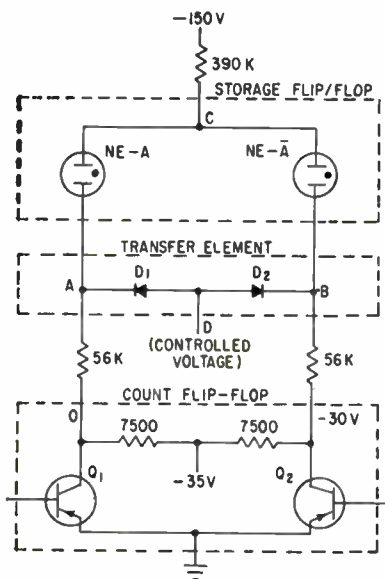 -150V
390 K
STORAGE FLIP/FLOP
C
NE-A
NE-Ā
TRANSFER ELEMENT
D1
D2
A
B
D
(CONTROLLED
VOLTAGE)
56K
56K
COUNT FLIP-FLOP
0
7500
7500
-30V
Q1
-35V
Q2